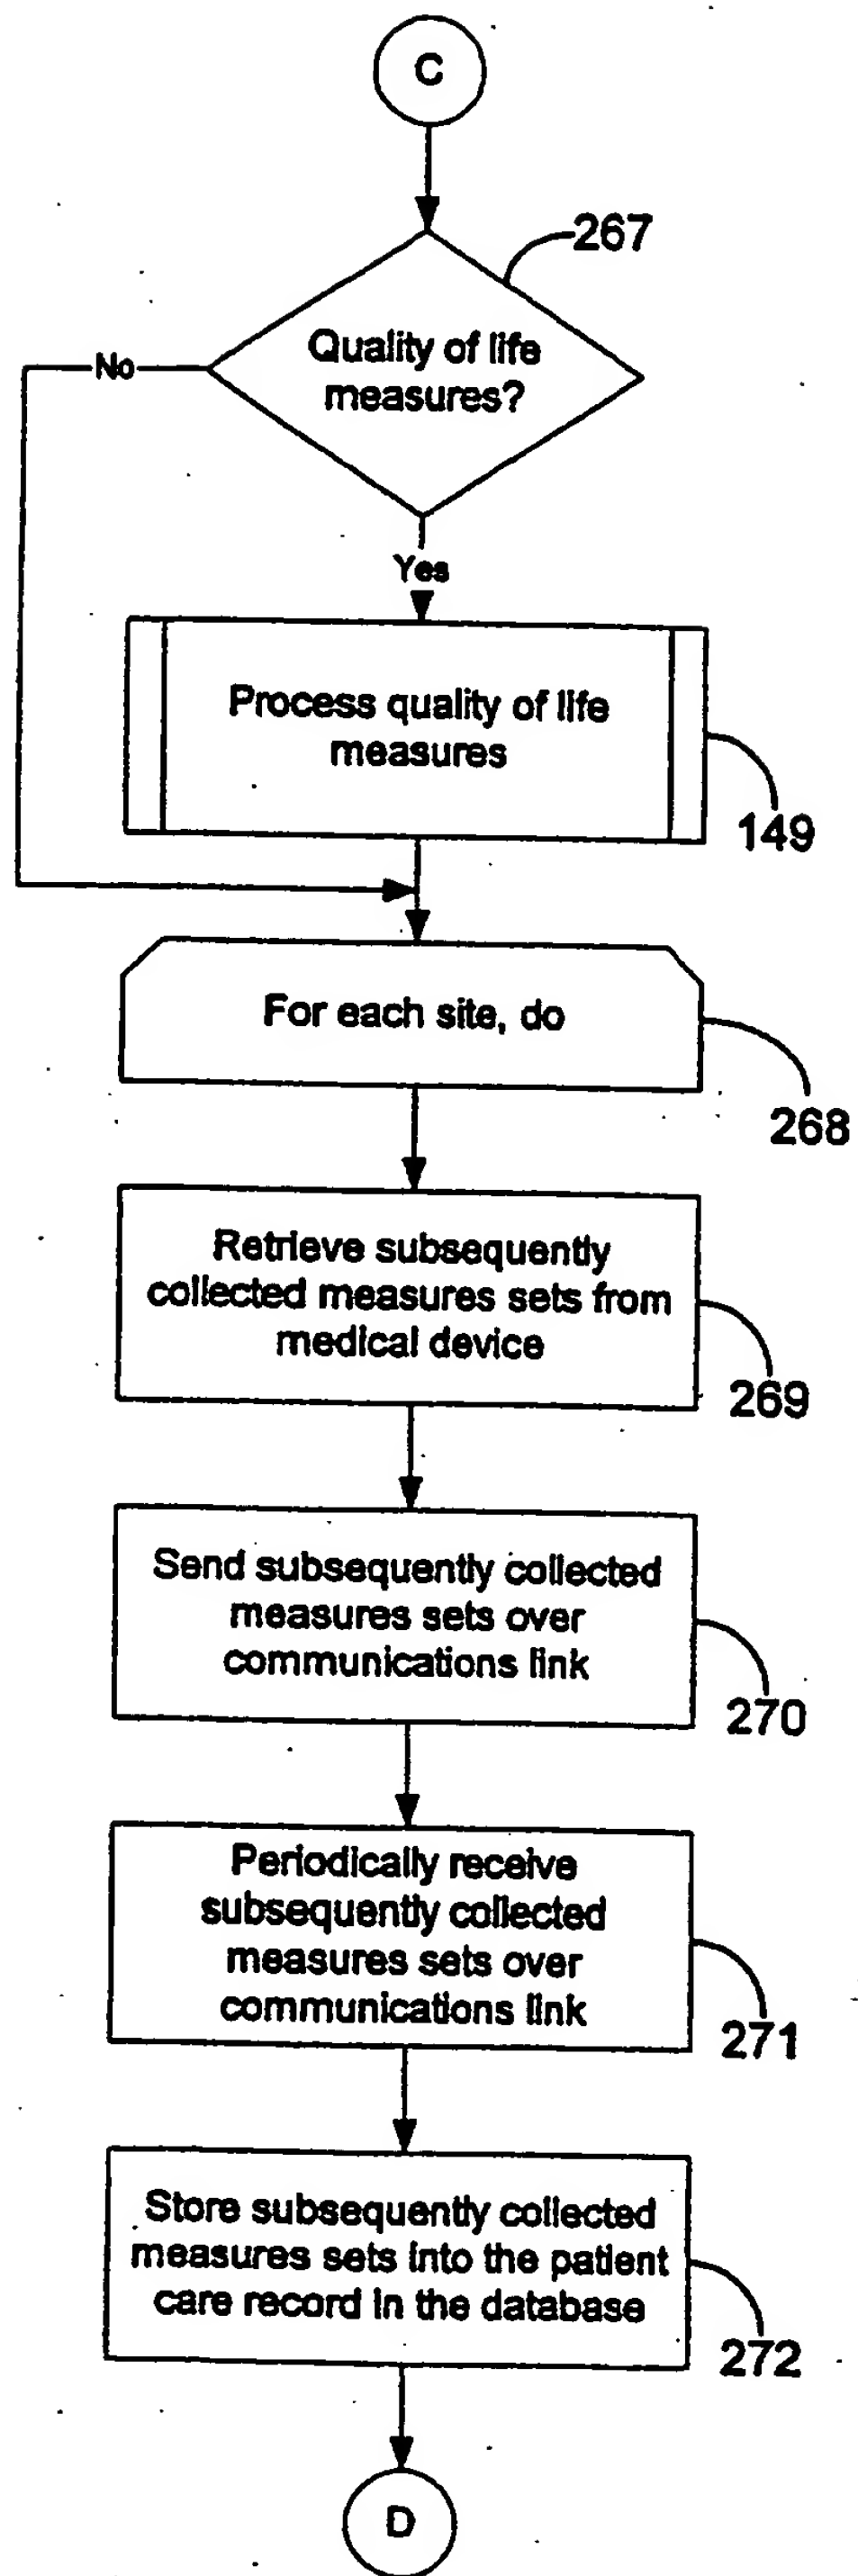 C
267
Quality of life
measures?
No
Yes
Process quality of life
measures
149
For each site, do
268
Retrieve subsequently
collected measures sets from
medical device
269
Send subsequently collected
measures sets over
communications link
270
Periodically receive
subsequently collected
measures sets over
communications link
271
Store subsequently collected
measures sets into the patient
care record in the database
272
D